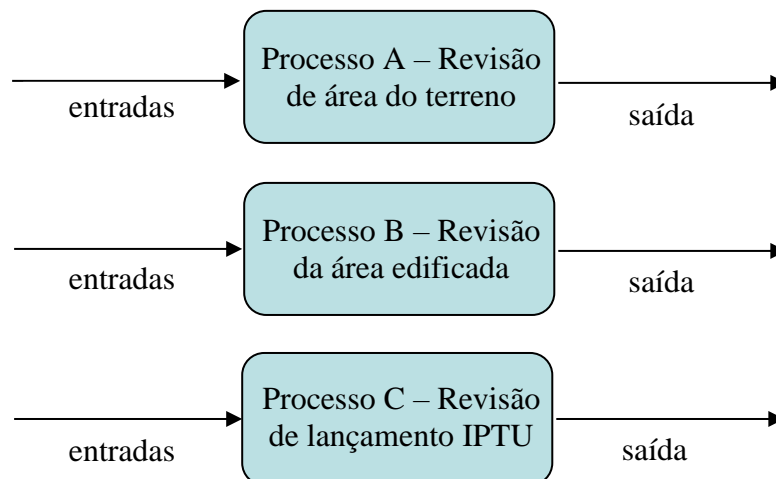 Processo A – Revisão
de área do terreno
entradas
saída
Processo B – Revisão
da área edificada
entradas
saída
Processo C – Revisão
de lançamento IPTU
entradas
saída